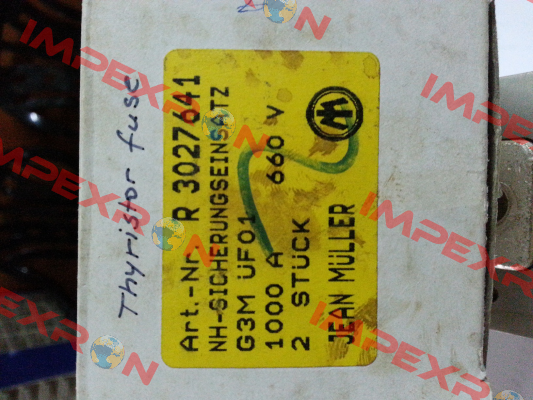 Thyristor fuse
Art.-Nr. R 3027641
NH-SICHERUNGSEINSATZ
G3M ÜF01
1000 A 660 V
2 STÜCK
JEAN MÜLLER
IMPEXRON
IMPEXRON
IMPEXRON
IMPEXRON
IMPEXRON